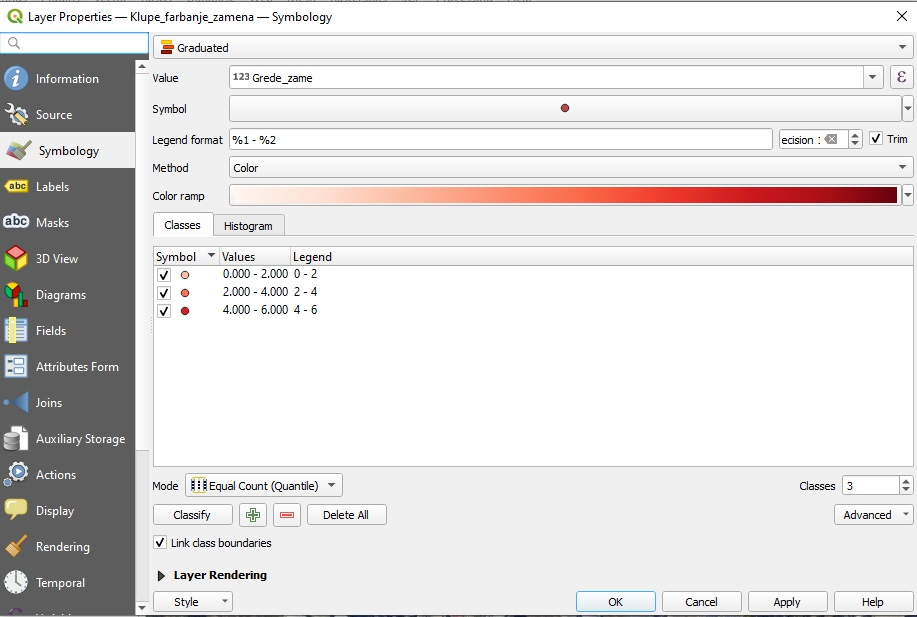 Layer Properties — Klupe_farbanje_zamena — Symbology
Graduated
Information
Value 123 Grede_zame ε
Source
Symbol
Symbology
Legend format %1 - %2 ecision 1 Trim
Method Color
abc Labels
Color ramp
abc Masks
Classes Histogram
3D View
Symbol Values Legend
0.000 - 2.000 0 - 2
Diagrams
2.000 - 4.000 2 - 4
4.000 - 6.000 4 - 6
Fields
Attributes Form
Joins
Auxiliary Storage
Actions
Mode Equal Count (Quantile) Classes 3
Display
Classify Delete All Advanced
Rendering
Link class boundaries
Temporal
Layer Rendering
Style OK Cancel Apply Help